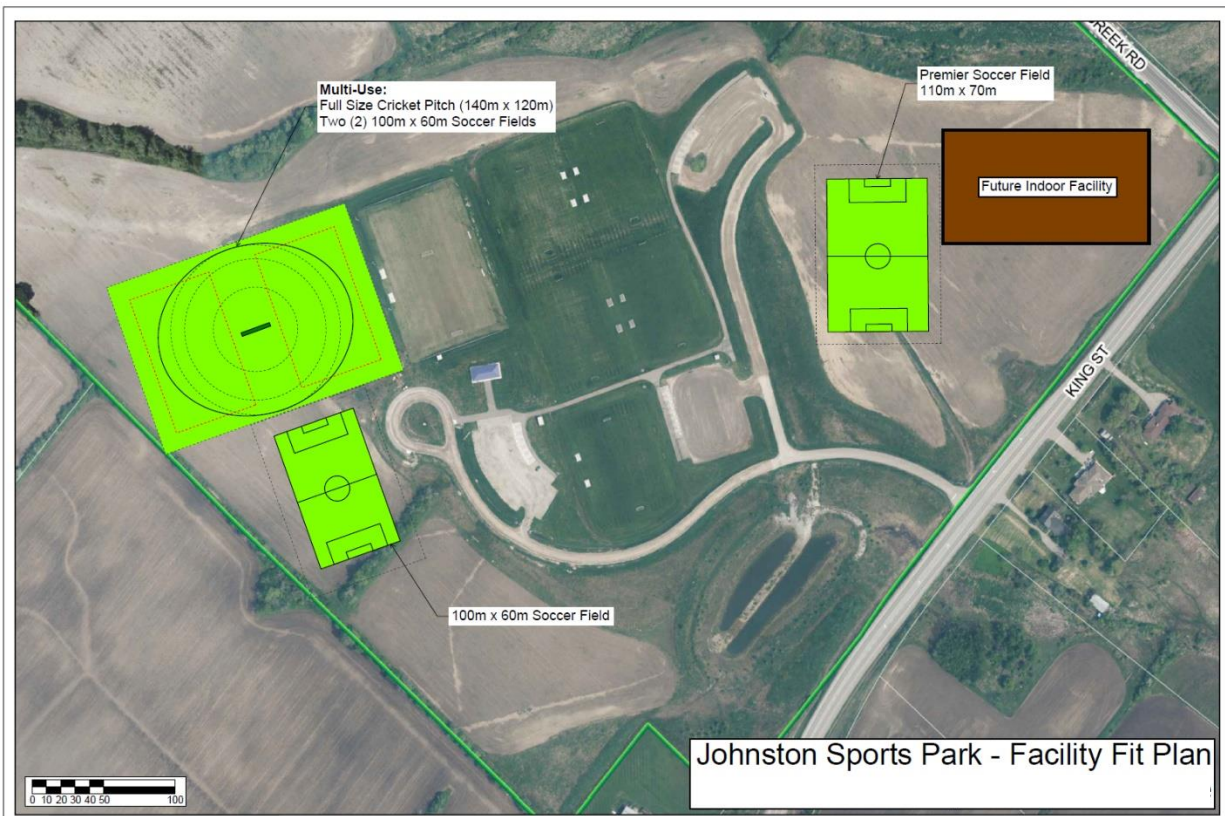 REEK RD
Multi-Use:
Full Size Cricket Pitch (140m x 120m)
Two (2) 100m x 60m Soccer Fields
Premier Soccer Field
110m x 70m
Future Indoor Facility
KING ST
100m x 60m Soccer Field
Johnston Sports Park - Facility Fit Plan
0 10 20 30 40 50 100